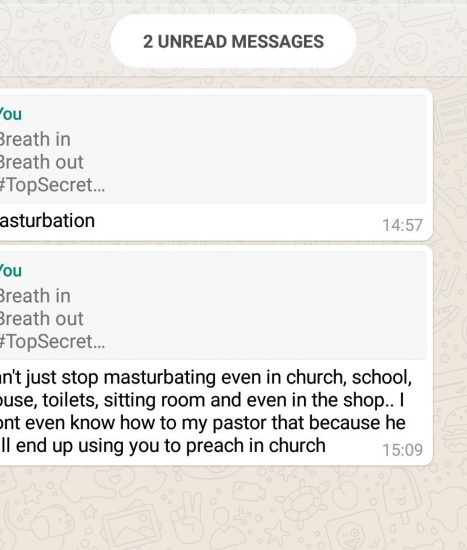 2 UNREAD MESSAGES
You
Breath in
Breath out
#TopSecret...
asturbation
14:57
You
Breath in
Breath out
#TopSecret...
an't just stop masturbating even in church, school,
ouse, toilets, sitting room and even in the shop.. I
ont even know how to my pastor that because he
ll end up using you to preach in church
15:09